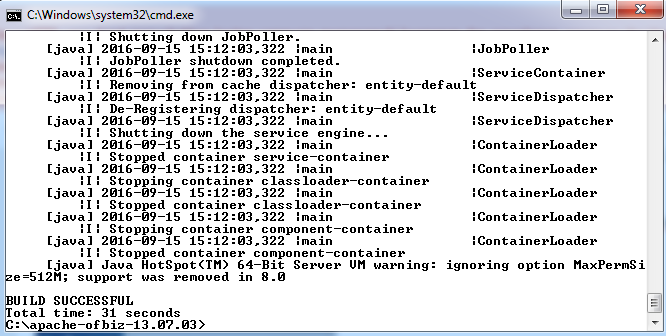 C:\Windows\system32\cmd.exe
|I| Shutting down JobPoller.
[java] 2016-09-15 15:12:03,322 |main |JobPoller
|I| JobPoller shutdown completed.
[java] 2016-09-15 15:12:03,322 |main |ServiceContainer
|I| Removing from cache dispatcher: entity-default
[java] 2016-09-15 15:12:03,322 |main |ServiceDispatcher
|I| De-Registering dispatcher: entity-default
[java] 2016-09-15 15:12:03,322 |main |ServiceDispatcher
|I| Shutting down the service engine...
[java] 2016-09-15 15:12:03,322 |main |ContainerLoader
|I| Stopped container service-container
[java] 2016-09-15 15:12:03,322 |main |ContainerLoader
|I| Stopping container classloader-container
[java] 2016-09-15 15:12:03,322 |main |ContainerLoader
|I| Stopped container classloader-container
[java] 2016-09-15 15:12:03,322 |main |ContainerLoader
|I| Stopping container component-container
[java] 2016-09-15 15:12:03,322 |main |ContainerLoader
|I| Stopped container component-container
[java] Java HotSpot(TM) 64-Bit Server VM warning: ignoring option MaxPermSi
ze=512M; support was removed in 8.0
BUILD SUCCESSFUL
Total time: 31 seconds
C:\apache-ofbiz-13.07.03>